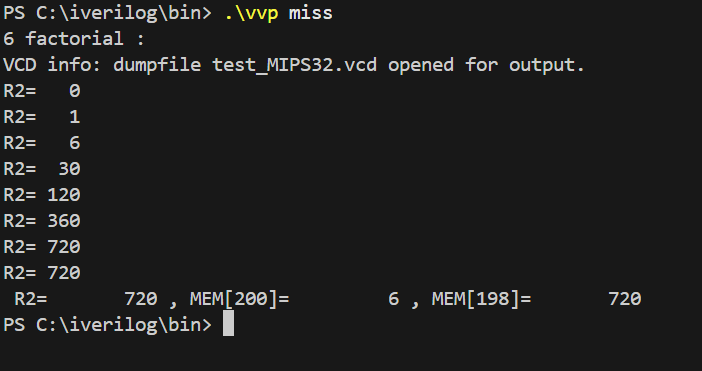 PS C:\iverilog\bin> .\vvp miss
6 factorial :
VCD info: dumpfile test_MIPS32.vcd opened for output.
R2=   0
R2=   1
R2=   6
R2=  30
R2= 120
R2= 360
R2= 720
R2= 720
 R2=        720 , MEM[200]=          6 , MEM[198]=        720
PS C:\iverilog\bin>